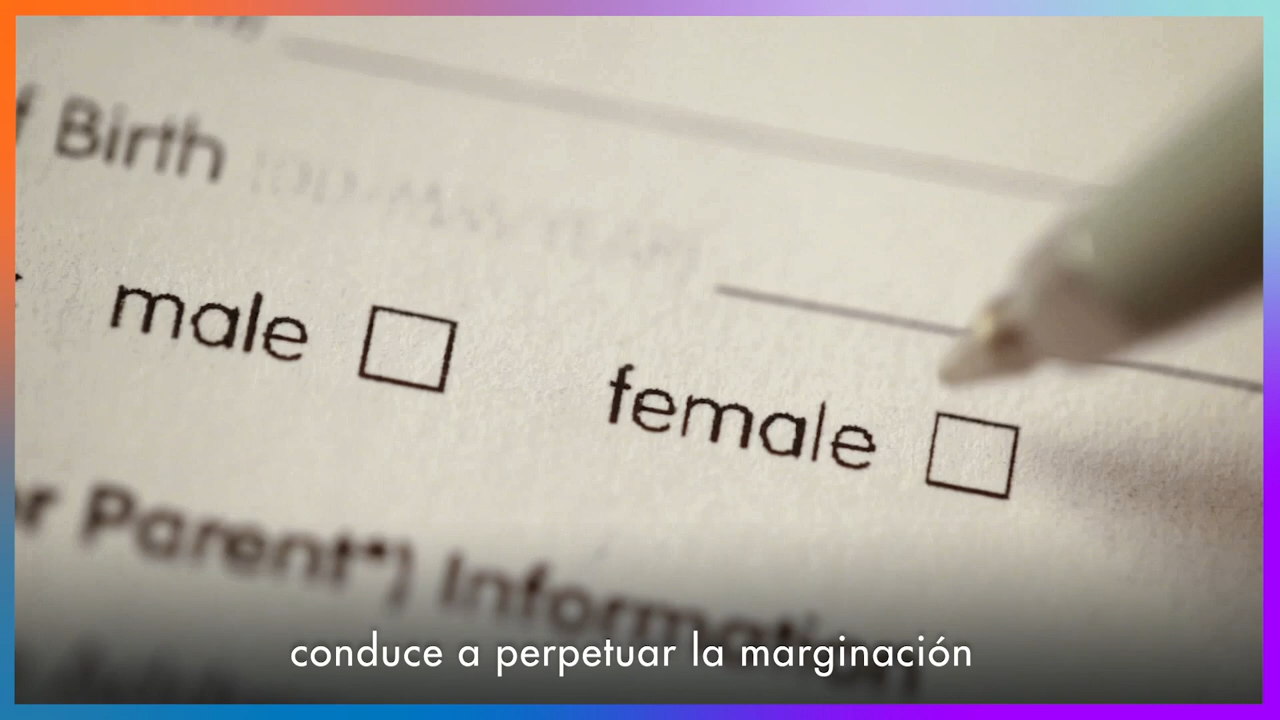 f Birth
male
female
r Parent*) Information
conduce a perpetuar la marginación